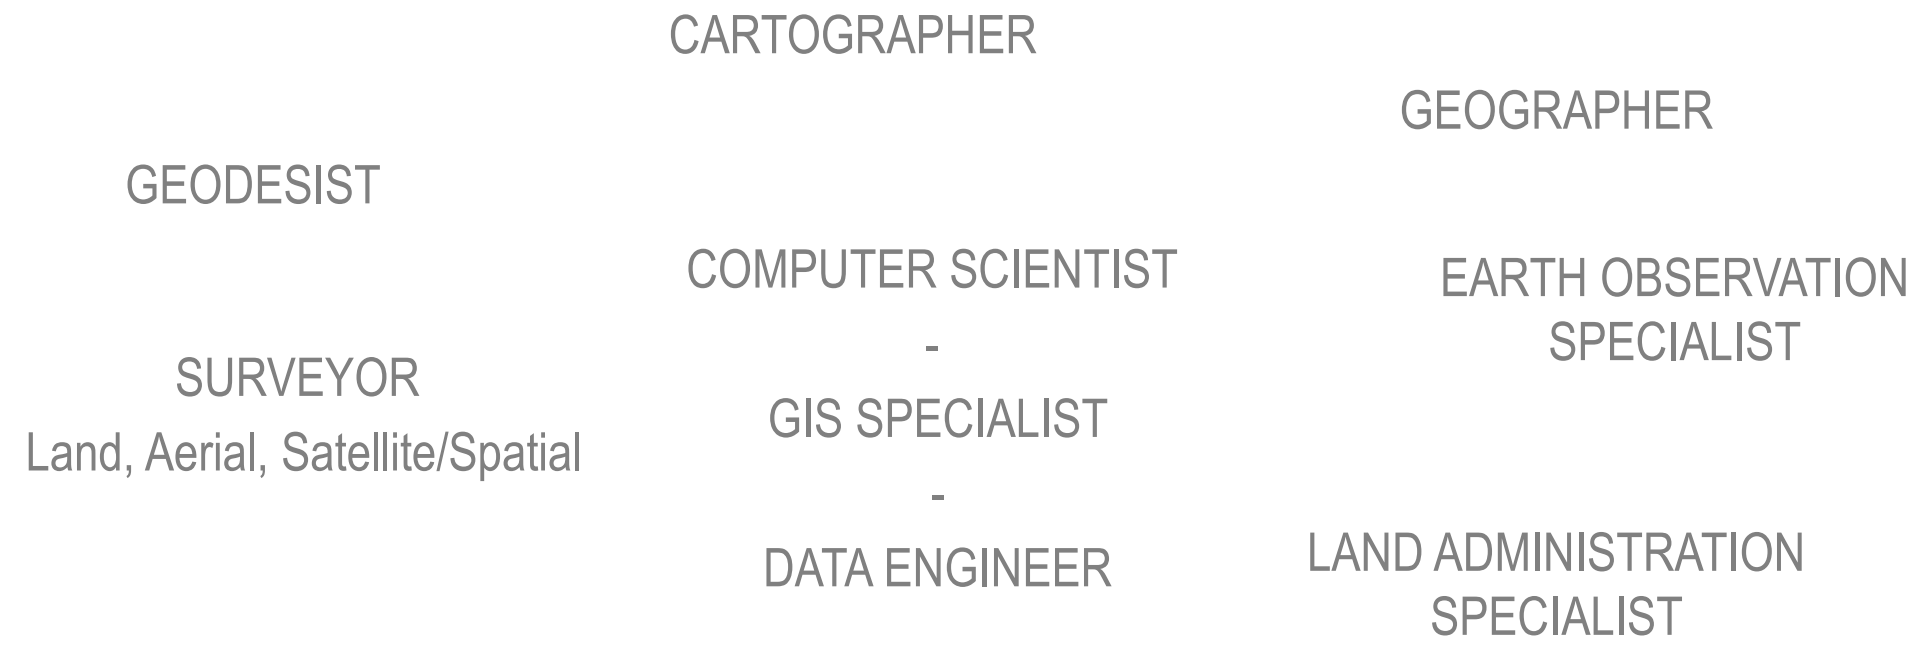 CARTOGRAPHER
GEOGRAPHER
GEODESIST
COMPUTER SCIENTIST
-
GIS SPECIALIST
-
DATA ENGINEER
EARTH OBSERVATION
SPECIALIST
SURVEYOR
Land, Aerial, Satellite/Spatial
LAND ADMINISTRATION
SPECIALIST